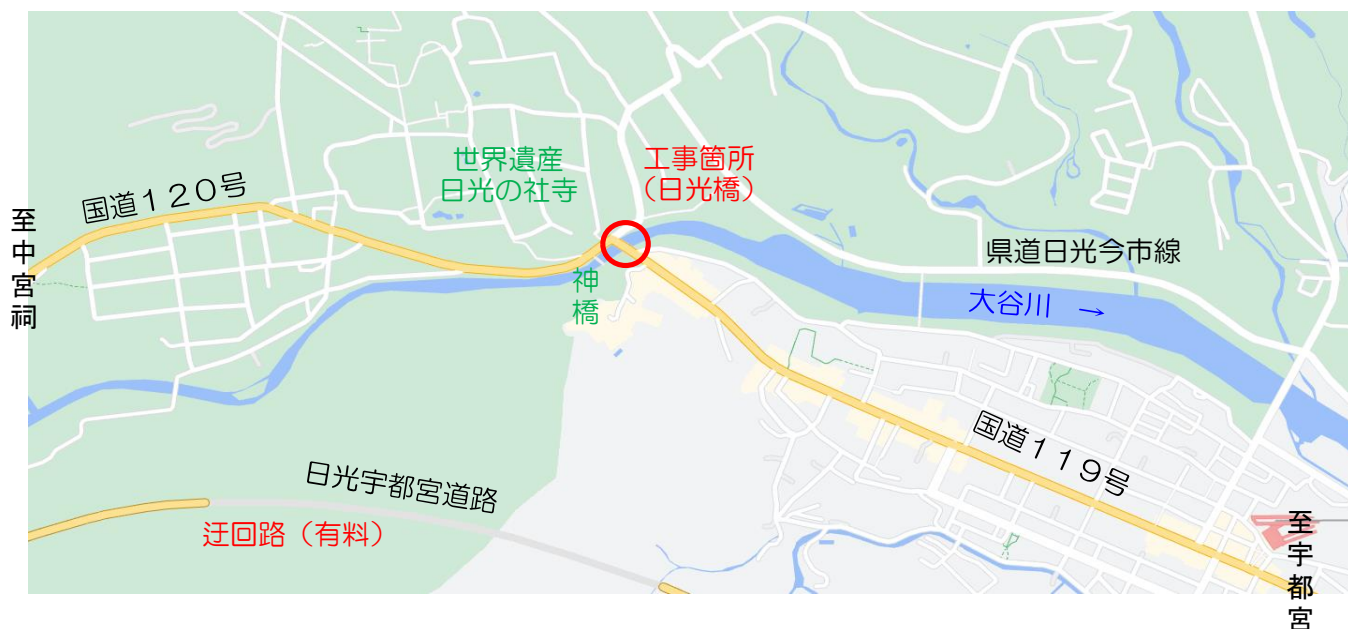 世界遺産
日光の社寺
工事箇所
（日光橋）
国道１２０号
至中宮祠
神橋
県道日光今市線
大谷川　→
国道１１９号
日光宇都宮道路
迂回路（有料）
至宇都宮